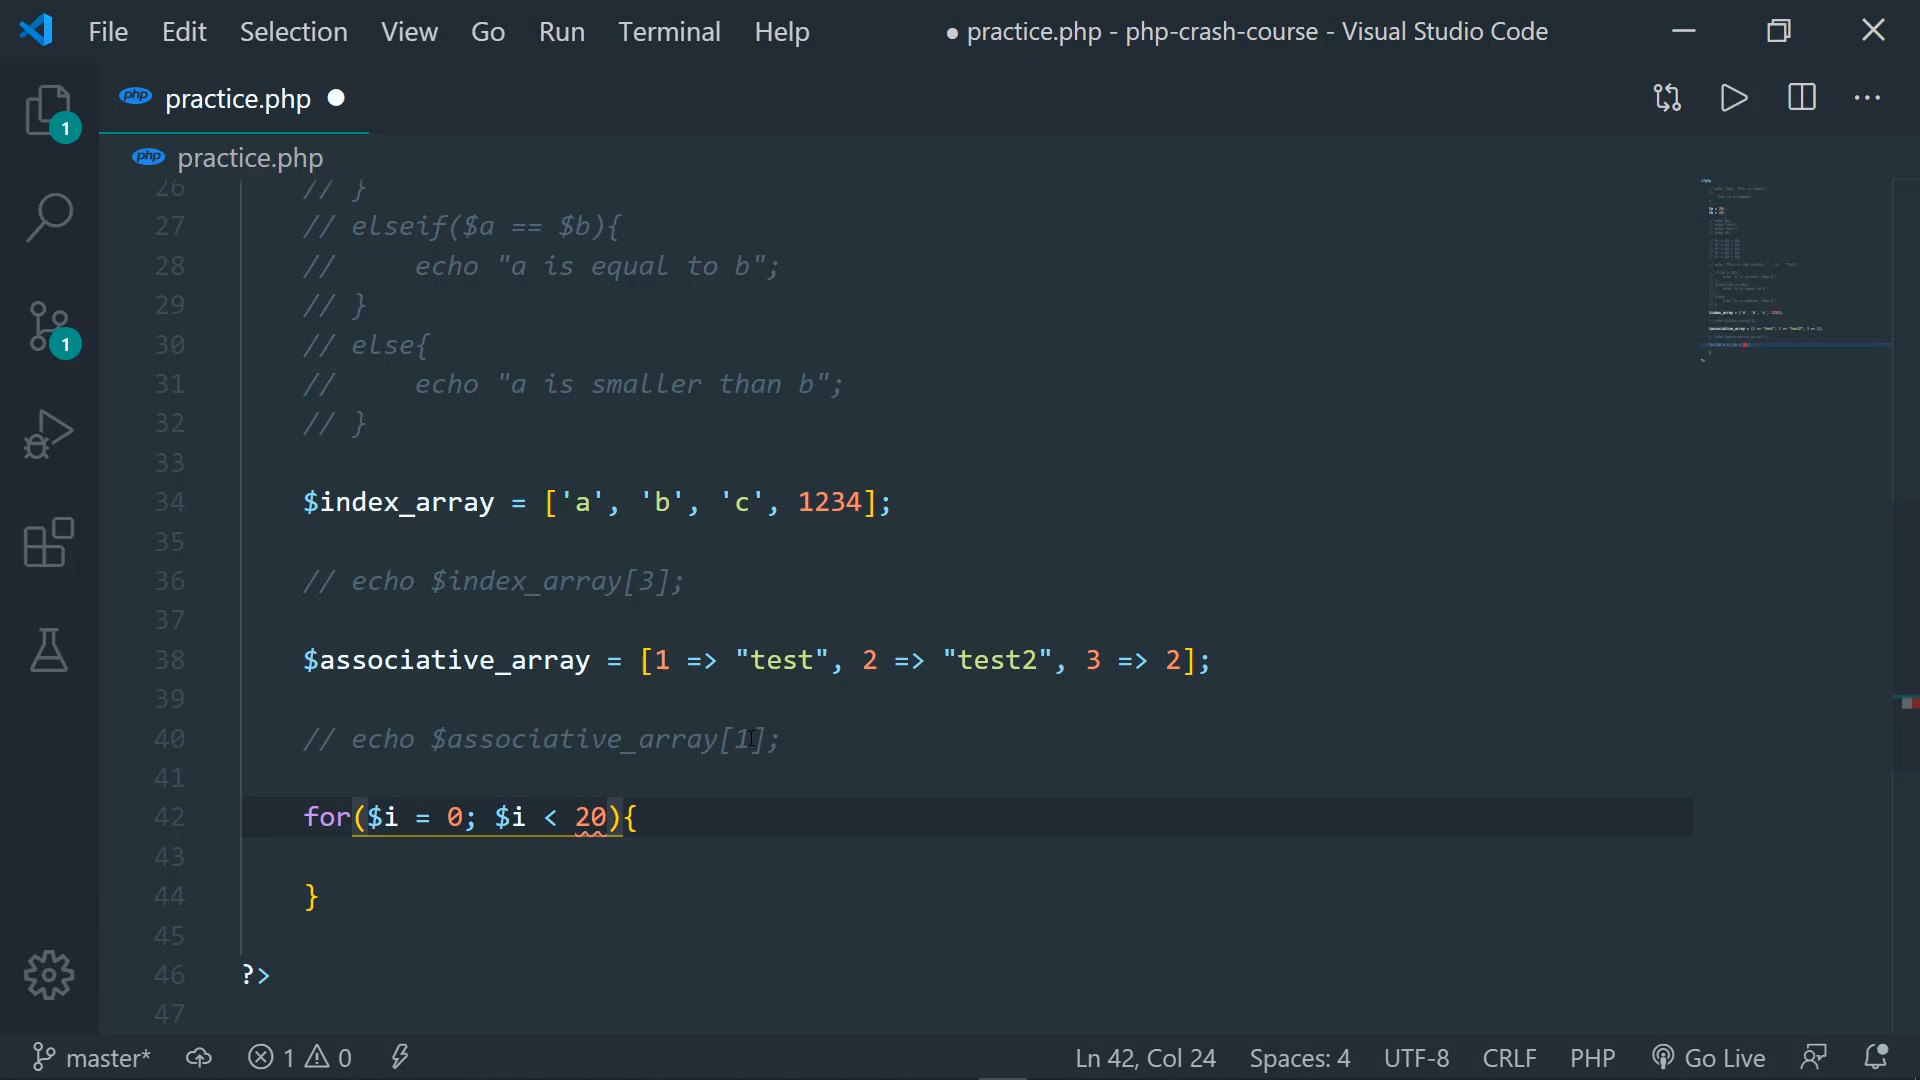 File Edit Selection View Go Run Terminal Help ● practice.php - php-crash-course - Visual Studio Code
php practice.php
1
php practice.php
26 // }
27 // elseif($a == $b){
28 //     echo "a is equal to b";
29 // }
30 // else{
31 //     echo "a is smaller than b";
32 // }
33
34 $index_array = ['a', 'b', 'c', 1234];
35
36 // echo $index_array[3];
37
38 $associative_array = [1 => "test", 2 => "test2", 3 => 2];
39
40 // echo $associative_array[1];
41
42 for($i = 0; $i < 20){
43
44 }
45
46 ?>
47
1
master* 1 0 Ln 42, Col 24 Spaces: 4 UTF-8 CRLF PHP Go Live